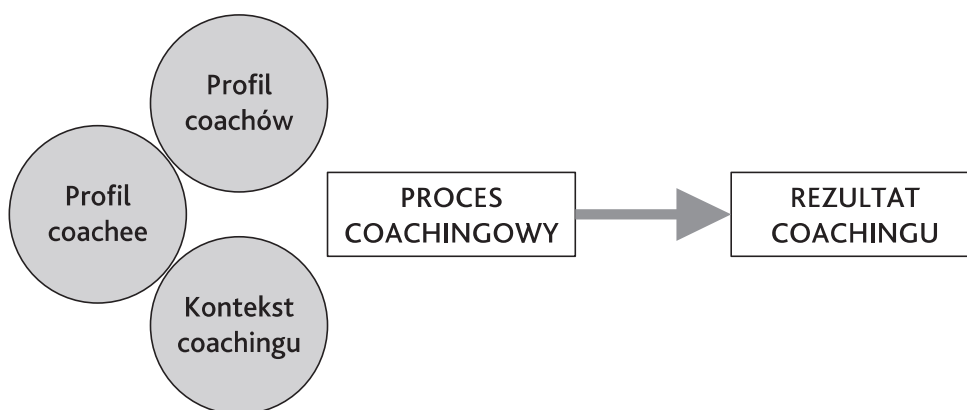 Profil
coachów
Profil
coachee
Kontekst
coachingu
PROCES
COACHINGOWY
REZULTAT
COACHINGU